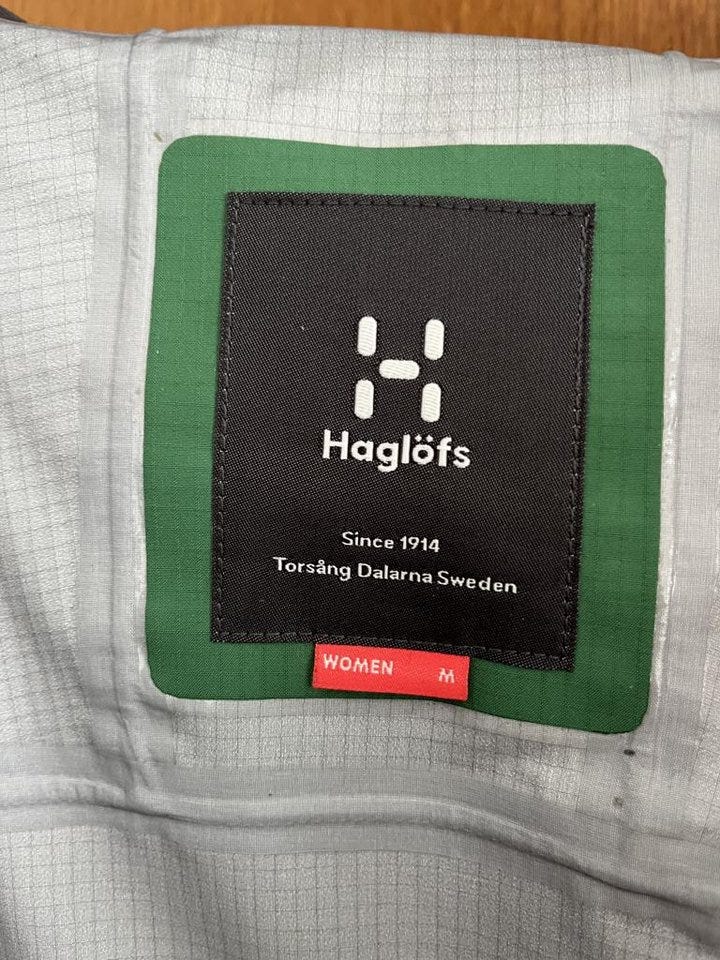 Haglöfs
Since 1914
Torsång Dalarna Sweden
WOMEN M